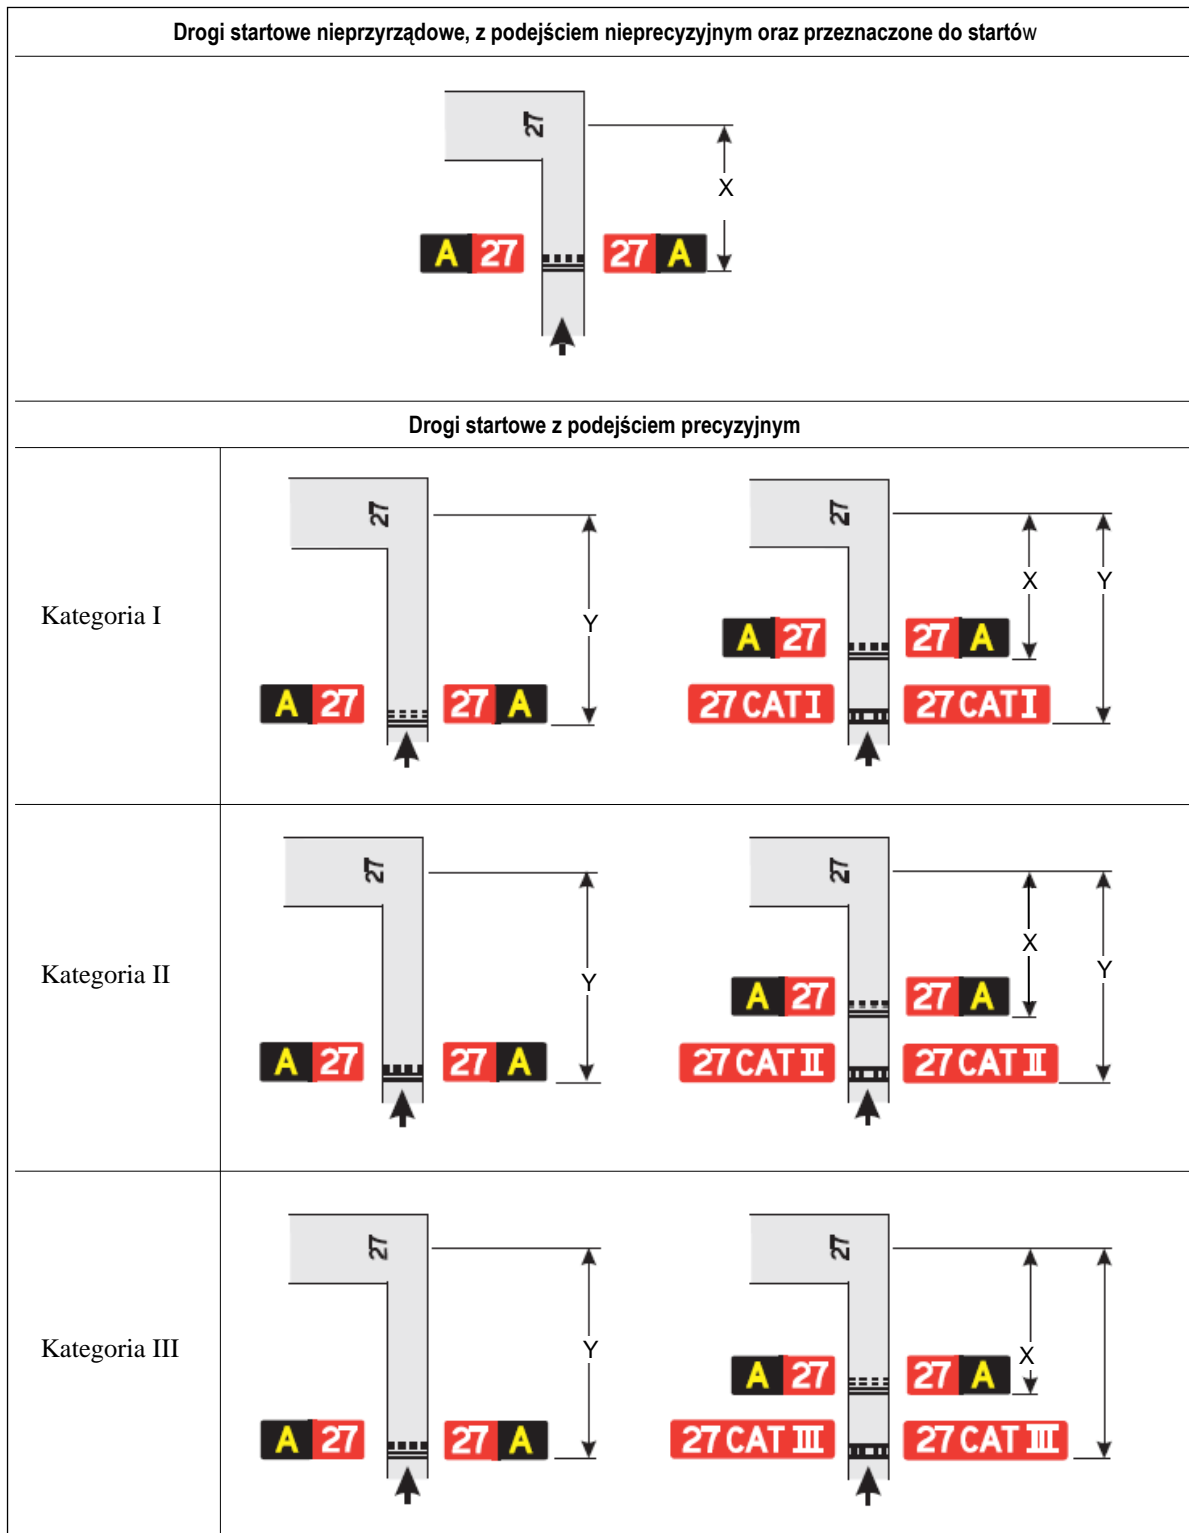 Drogi startowe nieprzyrządowe, z podejściem nieprecyzyjnym oraz przeznaczone do startów
27
X
A 27 27 A
Drogi startowe z podejściem precyzyjnym
Kategoria I
27
Y
A 27 27 A
27
X Y
A 27 27 A
27 CAT I 27 CAT I
Kategoria II
27
Y
A 27 27 A
27
X Y
A 27 27 A
27 CAT II 27 CAT II
Kategoria III
27
Y
A 27 27 A
27
X
A 27 27 A
27 CAT III 27 CAT III